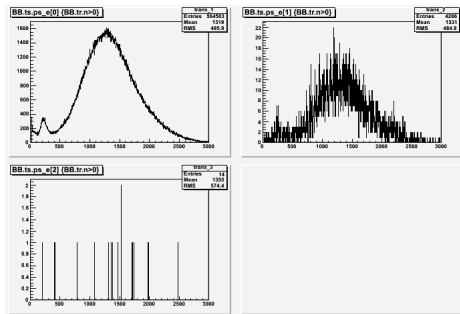 BB.ts.ps_e[0] {BB.tr.n>0}
trans_1
Entries 564503
Mean 1319
RMS 495.9
1600
1400
1200
1000
800
600
400
200
0
0 500 1000 1500 2000 2500 3000
BB.ts.ps_e[1] {BB.tr.n>0}
trans_2
Entries 4286
Mean 1331
RMS 484.9
22
20
18
16
14
12
10
8
6
4
2
0
0 500 1000 1500 2000 2500 3000
BB.ts.ps_e[2] {BB.tr.n>0}
trans_3
Entries 14
Mean 1355
RMS 574.4
2
1.8
1.6
1.4
1.2
1
0.8
0.6
0.4
0.2
0
0 500 1000 1500 2000 2500 3000